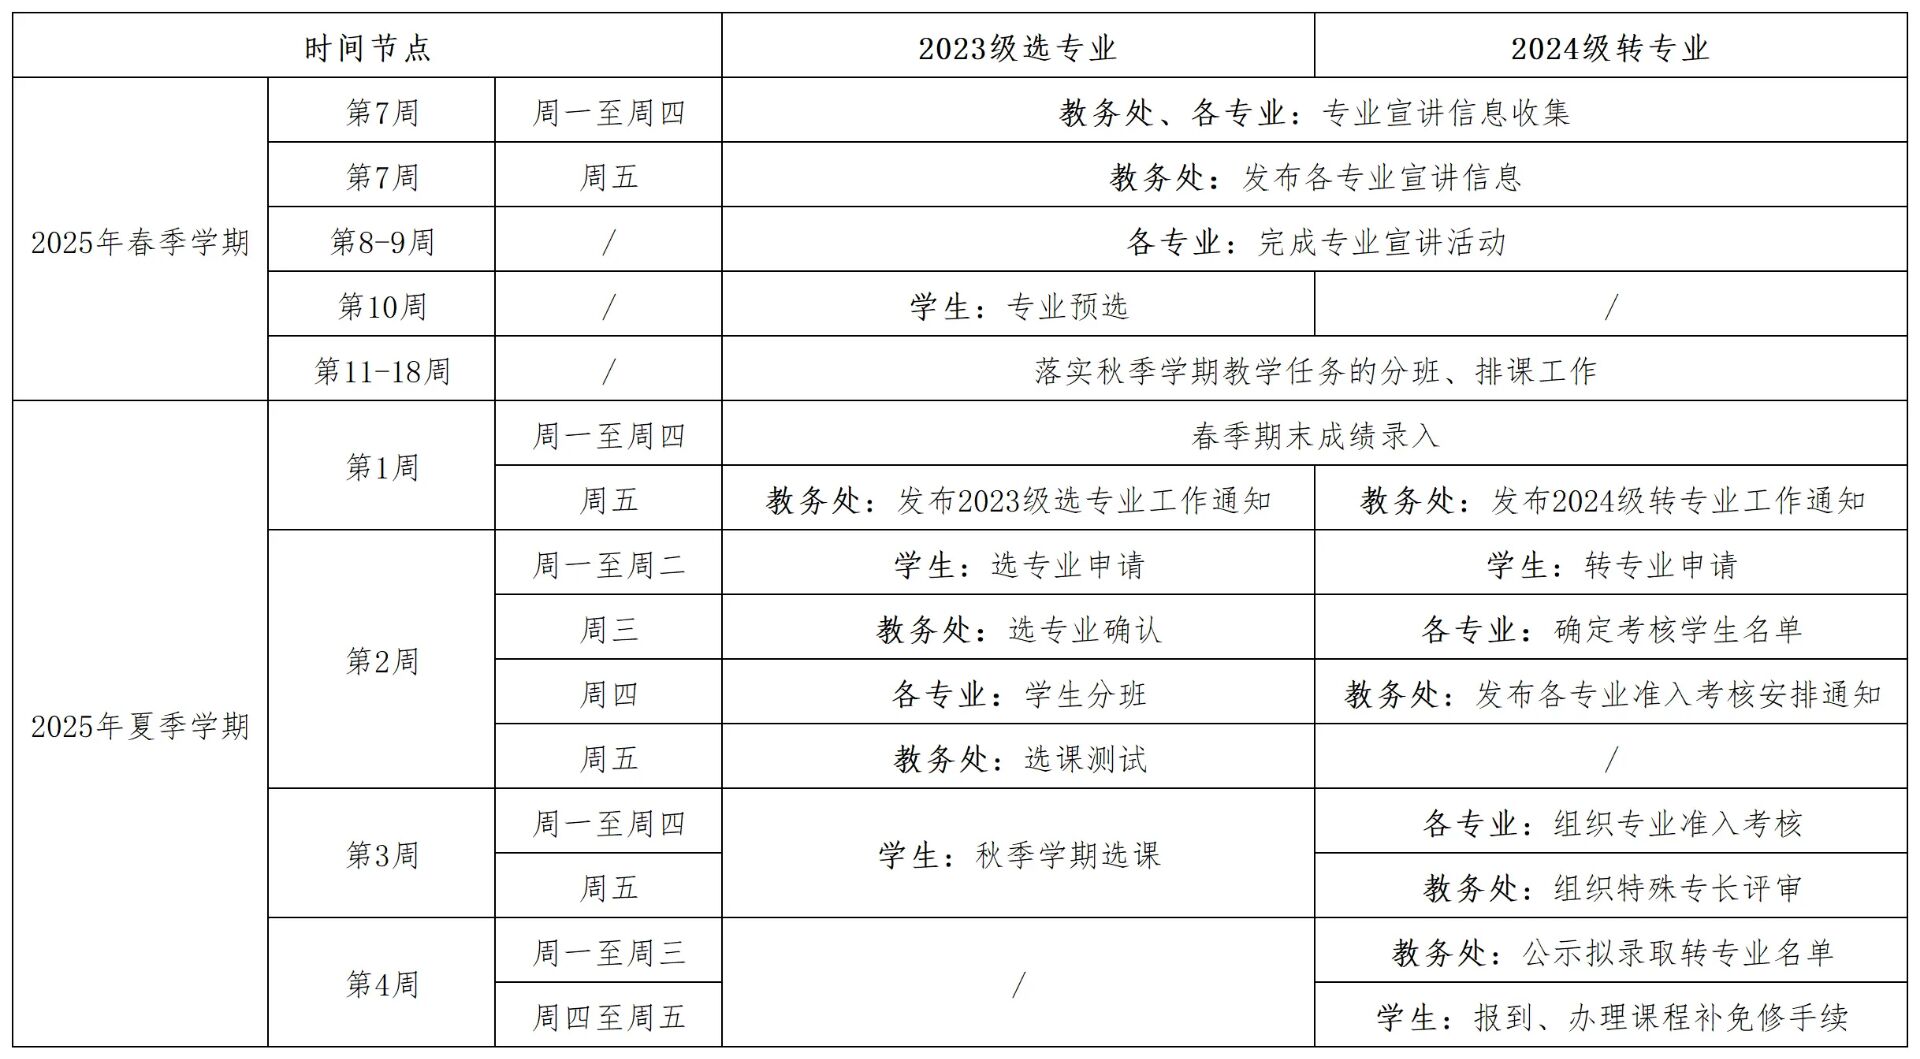 时间节点 2023级选专业 2024级转专业
第7周 周一至周四 教务处、各专业：专业宣讲信息收集
第7周 周五 教务处：发布各专业宣讲信息
2025年春季学期 第8-9周 / 各专业：完成专业宣讲活动
第10周 / 学生：专业预选 /
第11-18周 / 落实秋季学期教学任务的分班、排课工作
周一至周四 春季期末成绩录入
第1周
周五 教务处：发布2023级选专业工作通知 教务处：发布2024级转专业工作通知
周一至周二 学生：选专业申请 学生：转专业申请
周三 教务处：选专业确认 各专业：确定考核学生名单
第2周
周四 各专业：学生分班 教务处：发布各专业准入考核安排通知
2025年夏季学期
周五 教务处：选课测试 /
周一至周四 各专业：组织专业准入考核
第3周 学生：秋季学期选课
周五 教务处：组织特殊专长评审
周一至周三 教务处：公示拟录取转专业名单
第4周 /
周四至周五 学生：报到、办理课程补免修手续